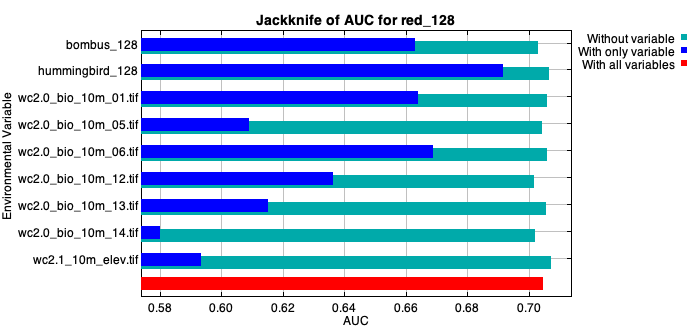 Jackknife of AUC for red_128
Without variable
With only variable
With all variables
Environmental Variable
bombus_128
hummingbird_128
wc2.0_bio_10m_01.tif
wc2.0_bio_10m_05.tif
wc2.0_bio_10m_06.tif
wc2.0_bio_10m_12.tif
wc2.0_bio_10m_13.tif
wc2.0_bio_10m_14.tif
wc2.1_10m_elev.tif
0.58 0.60 0.62 0.64 0.66 0.68 0.70
AUC